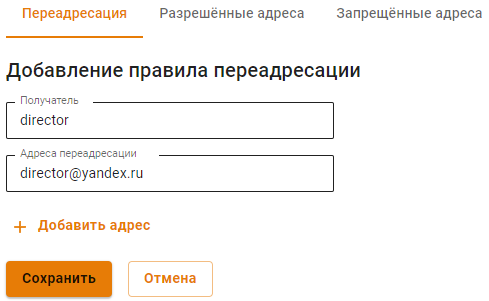 Переадресация Разрешённые адреса Запрещённые адреса
Добавление правила переадресации
Получатель
director
Адреса переадресации
director@yandex.ru
+ Добавить адрес
Сохранить Отмена